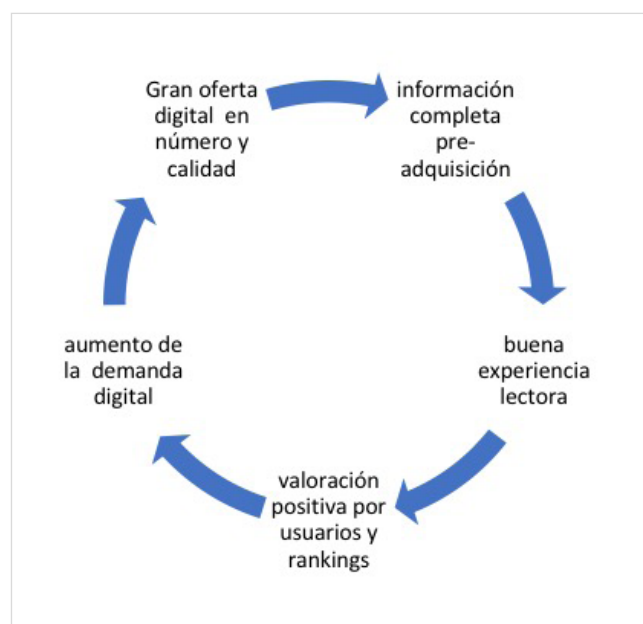 Gran oferta
digital en
número y
calidad
información
completa
pre-
adquisición
buena
experiencia
lectora
valoración
positiva por
usuarios y
rankings
aumento de
la demanda
digital